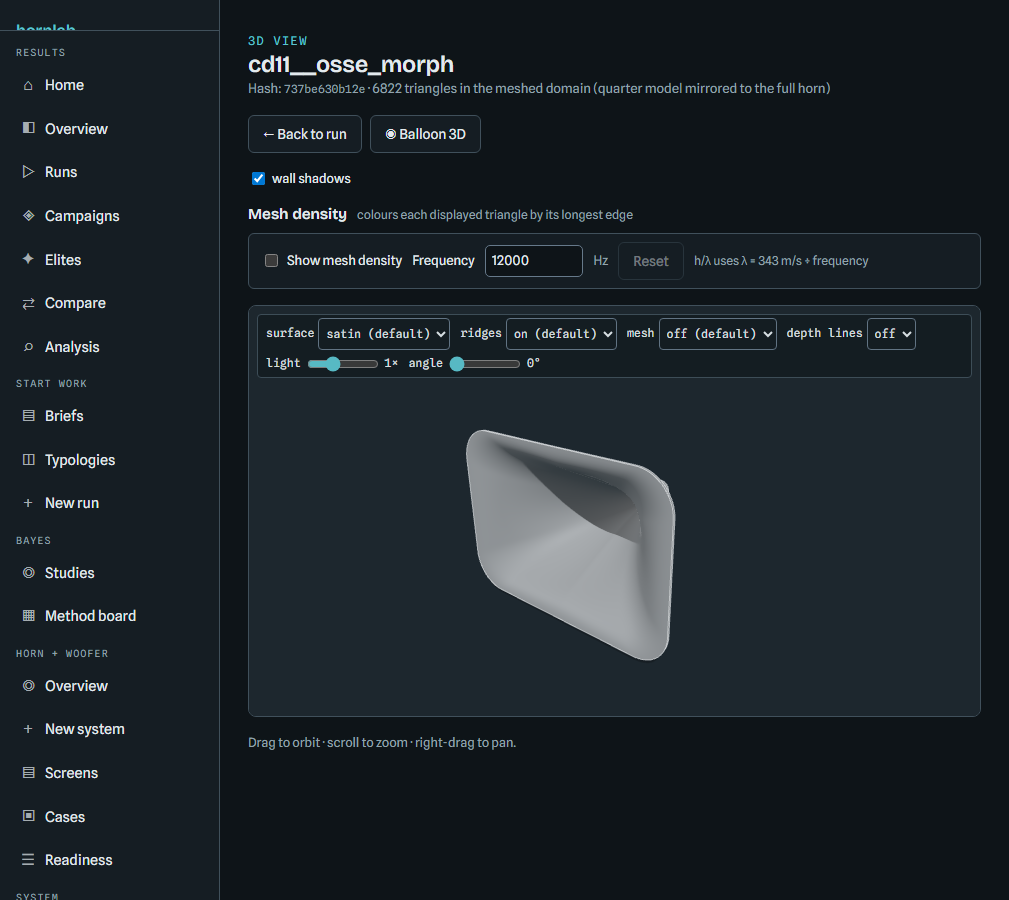 hornlab
RESULTS
Home
Overview
Runs
Campaigns
Elites
Compare
Analysis
START WORK
Briefs
Typologies
New run
BAYES
Studies
Method board
HORN + WOOFER
Overview
New system
Screens
Cases
Readiness
SYSTEM
3D VIEW
cd11__osse_morph
Hash: 737be630b12e · 6822 triangles in the meshed domain (quarter model mirrored to the full horn)
← Back to run ◉ Balloon 3D
wall shadows
Mesh density colours each displayed triangle by its longest edge
Show mesh density Frequency 12000 Hz Reset h/λ uses λ = 343 m/s ÷ frequency
surface satin (default) ridges on (default) mesh off (default) depth lines off
light 1× angle 0°
Drag to orbit · scroll to zoom · right-drag to pan.